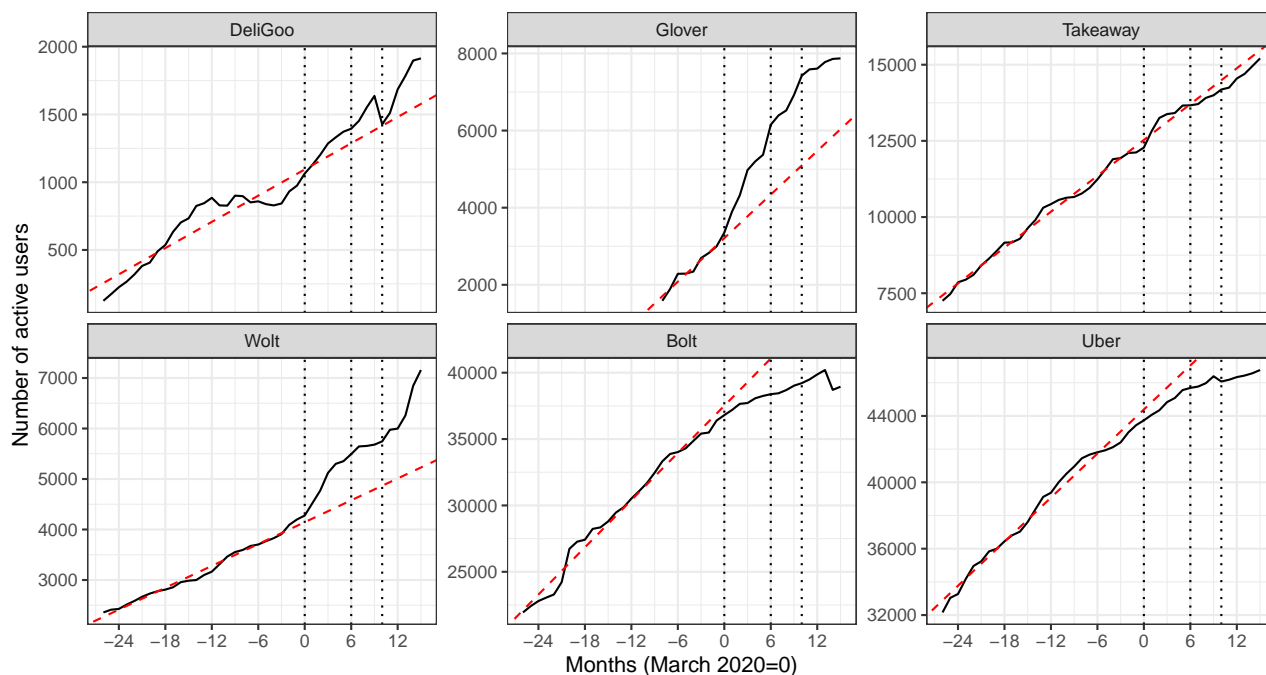 DeliGoo
Glover
Takeaway
2000
1500
1000
500
8000
6000
4000
2000
15000
12500
10000
7500
Wolt
Bolt
Uber
7000
6000
5000
4000
3000
40000
35000
30000
25000
44000
40000
36000
32000
−24 −18 −12 −6 0 6 12
−24 −18 −12 −6 0 6 12
−24 −18 −12 −6 0 6 12
Number of active users
Months (March 2020=0)